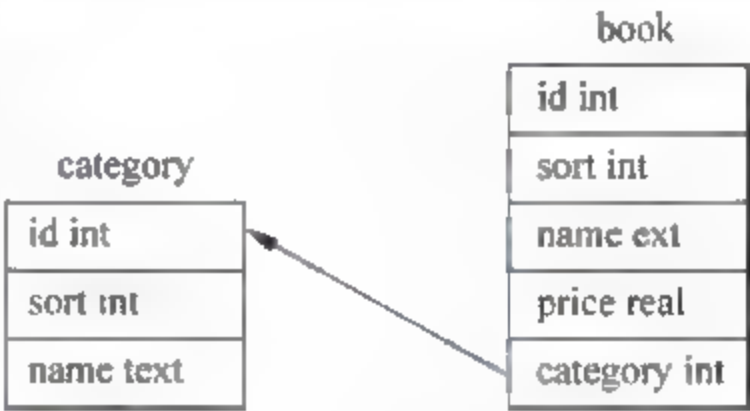 category
id int
sort int
name text
book
id int
sort int
name ext
price real
category int